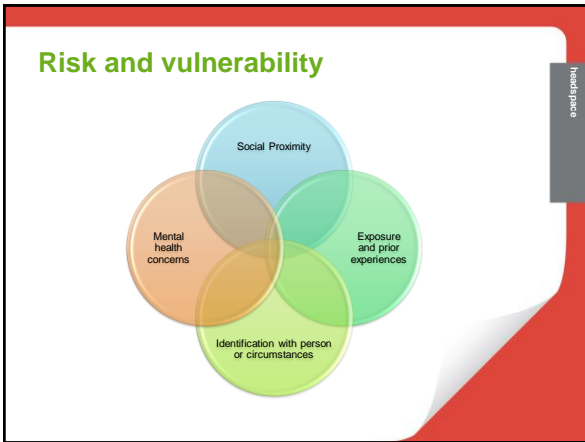 Risk and vulnerability
headspace
Social Proximity
Mental
health
concerns
Exposure
and prior
experiences
Identification with person
or circumstances